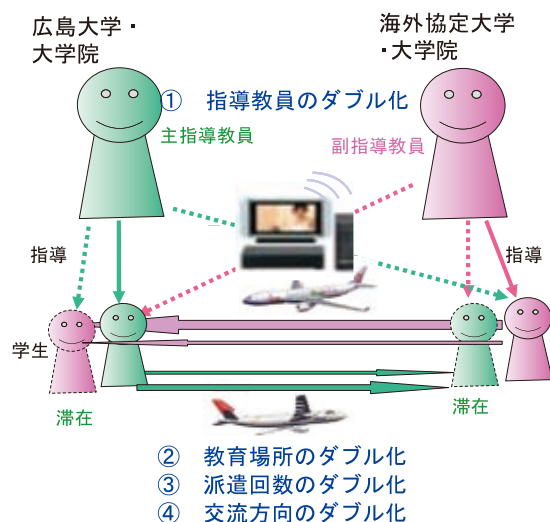 広島大学・
大学院
海外協定大学
・大学院
① 指導教員のダブル化
主指導教員
副指導教員
指導
指導
学生
滞在
滞在
② 教育場所のダブル化
③ 派遣回数のダブル化
④ 交流方向のダブル化